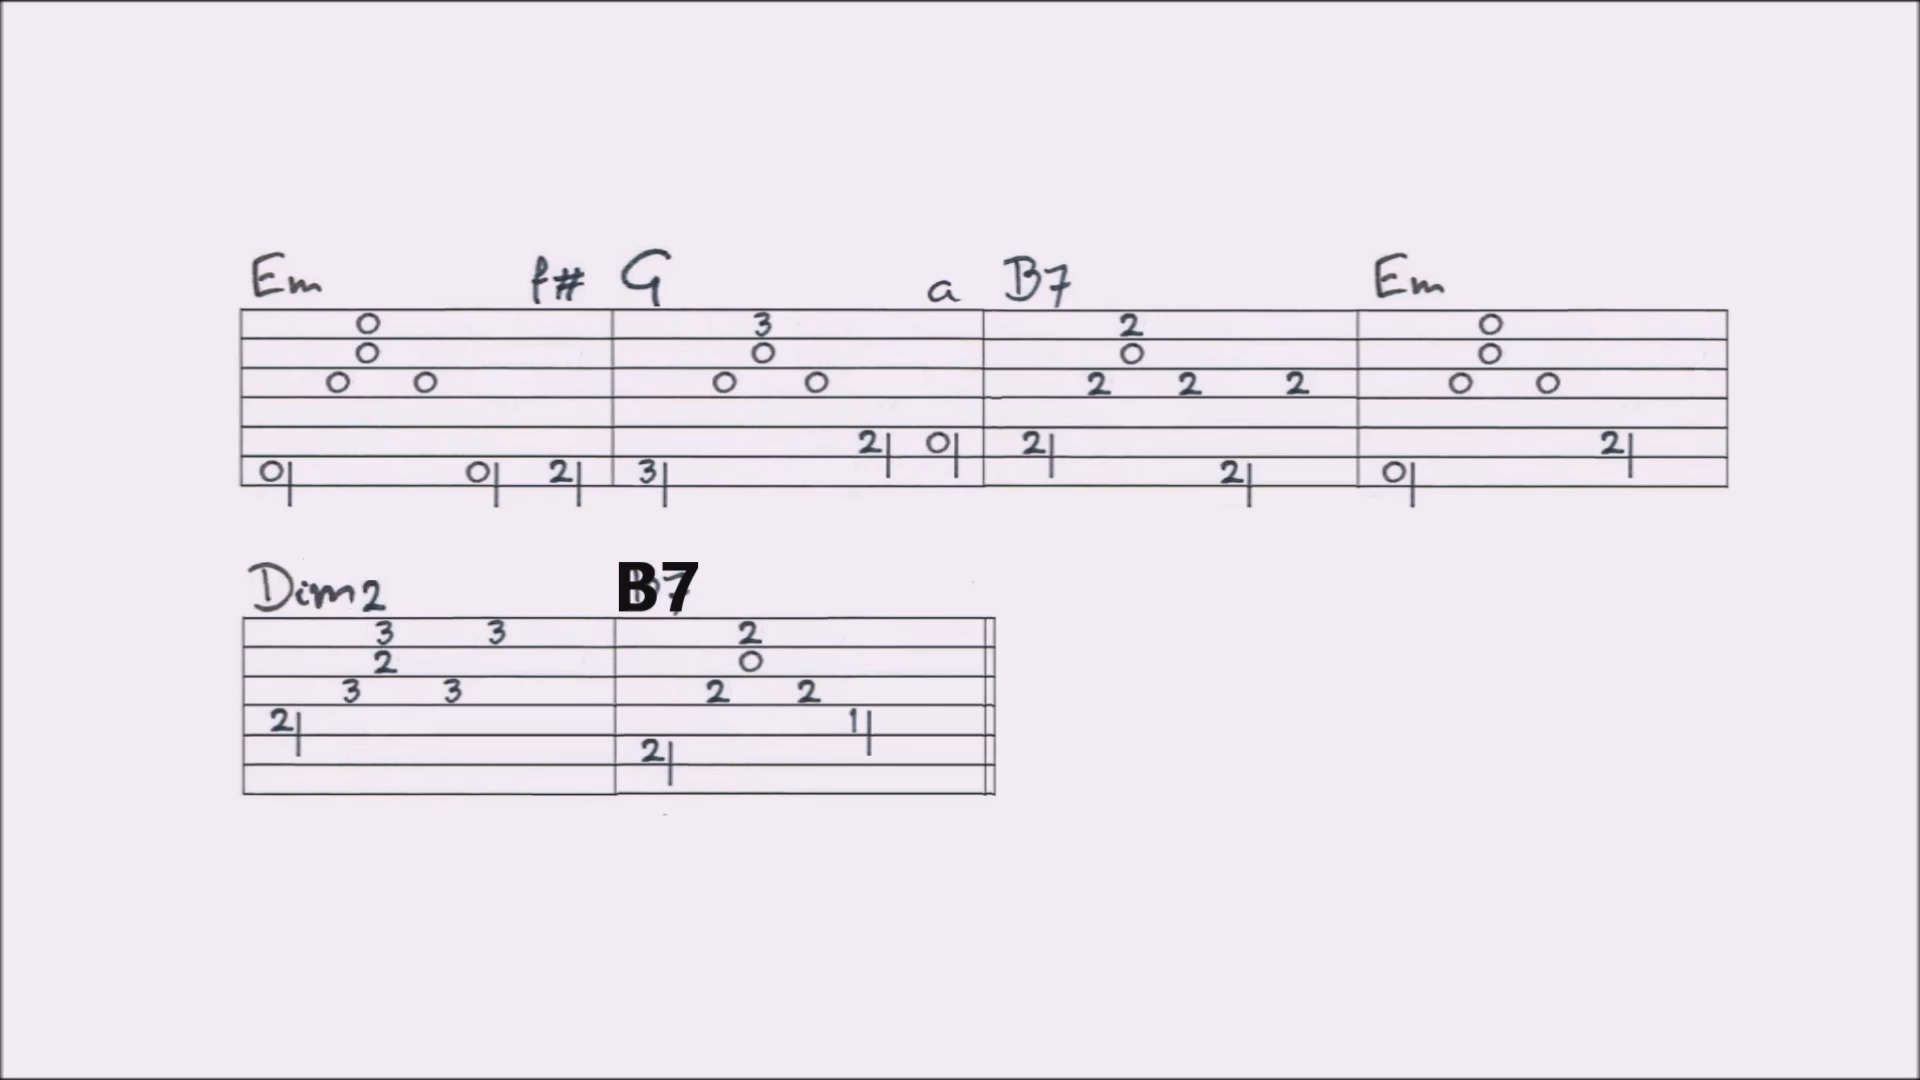 Em f# G a B7 Em
0 3 2 0
0 0 0 0
0 0 0 0 2 2 2 0 0
2 0 2 2
0 0 2 3 2 0
Dim2 B7
3 3 2
2 0
3 3 2 2
2 1
2